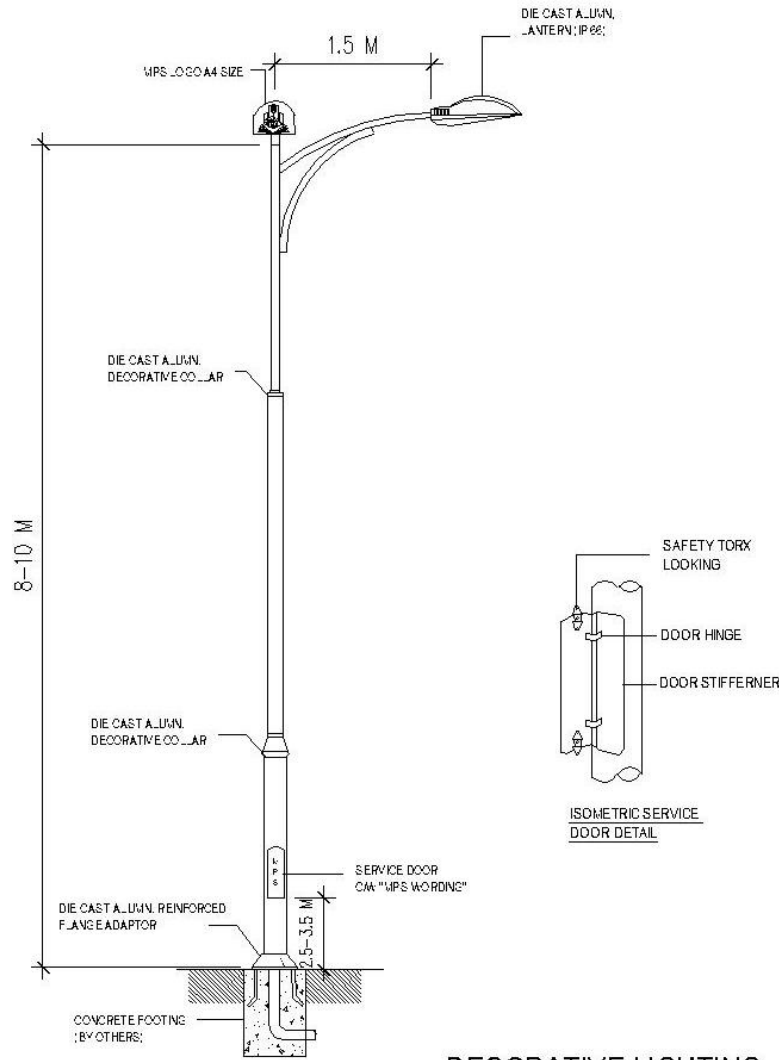 DIE CAST ALUMN.
LANTERN (IP 66)
1.5 M
MPS LOGO A4 SIZE
DIE CAST ALUMN.
DECORATIVE COLLAR
8-10 M
SAFETY TORX
LOOKING
DOOR HINGE
DOOR STIFFERNER
DIE CAST ALUMN.
DECORATIVE COLLAR
ISOMETRIC SERVICE
DOOR DETAIL
M
P
S
SERVICE DOOR
C/W "MPS WORDING"
DIE CAST ALUMN. REINFORCED
FLANGE ADAPTOR
2.5-3.5 M
CONCRETE FOOTING
(BY OTHERS)
DECORATIVE LIGHTING